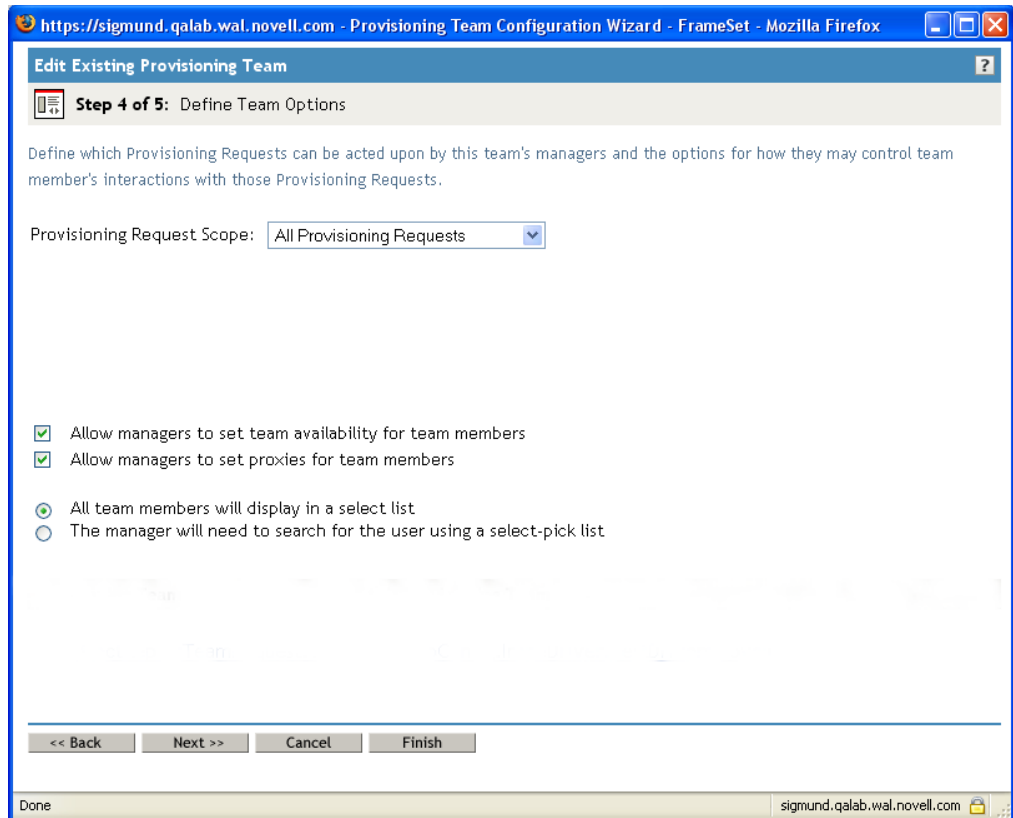 https://sigmund.qalab.wal.novell.com - Provisioning Team Configuration Wizard - FrameSet - Mozilla Firefox
Edit Existing Provisioning Team
?
Step 4 of 5: Define Team Options
Define which Provisioning Requests can be acted upon by this team's managers and the options for how they may control team
member's interactions with those Provisioning Requests.
Provisioning Request Scope: All Provisioning Requests
Allow managers to set team availability for team members
Allow managers to set proxies for team members
All team members will display in a select list
The manager will need to search for the user using a select-pick list
<< Back Next >> Cancel Finish
Done sigmund.qalab.wal.novell.com